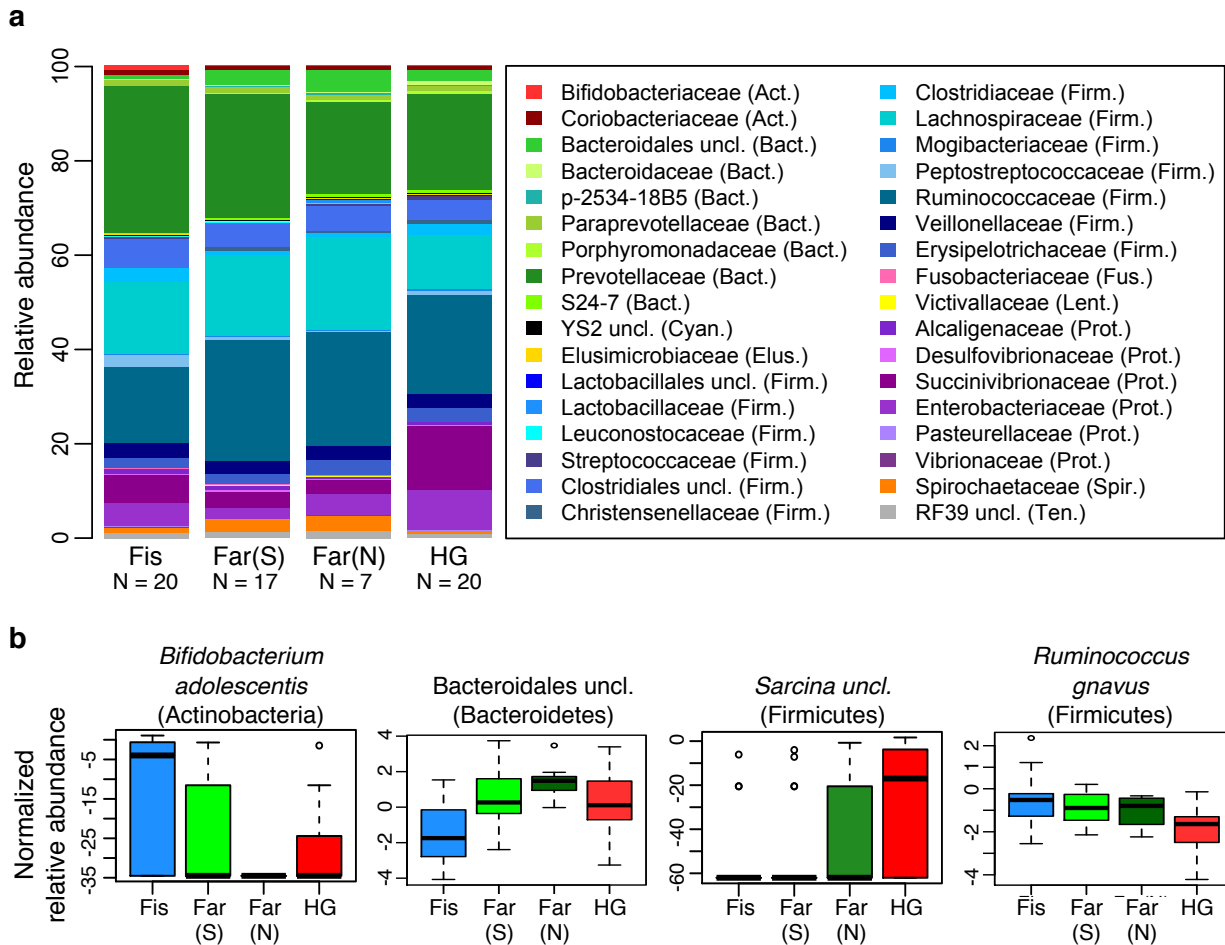 a
Relative abundance
100
80
60
40
20
0
Fis
N = 20
Far(S)
N = 17
Far(N)
N = 7
HG
N = 20
Bifidobacteriaceae (Act.)
Coriobacteriaceae (Act.)
Bacteroidales uncl. (Bact.)
Bacteroidaceae (Bact.)
p-2534-18B5 (Bact.)
Paraprevotellaceae (Bact.)
Porphyromonadaceae (Bact.)
Prevotellaceae (Bact.)
S24-7 (Bact.)
YS2 uncl. (Cyan.)
Elusimicrobiaceae (Elus.)
Lactobacillales uncl. (Firm.)
Lactobacillaceae (Firm.)
Leuconostocaceae (Firm.)
Streptococcaceae (Firm.)
Clostridiales uncl. (Firm.)
Christensenellaceae (Firm.)
Clostridiaceae (Firm.)
Lachnospiraceae (Firm.)
Mogibacteriaceae (Firm.)
Peptostreptococcaceae (Firm.)
Ruminococcaceae (Firm.)
Veillonellaceae (Firm.)
Erysipelotrichaceae (Firm.)
Fusobacteriaceae (Fus.)
Victivallaceae (Lent.)
Alcaligenaceae (Prot.)
Desulfovibrionaceae (Prot.)
Succinivibrionaceae (Prot.)
Enterobacteriaceae (Prot.)
Pasteurellaceae (Prot.)
Vibrionaceae (Prot.)
Spirochaetaceae (Spir.)
RF39 uncl. (Ten.)
b
Normalized
relative abundance
Bifidobacterium
adolescentis
(Actinobacteria)
-5
-15
-25
-35
Fis
Far
(S)
Far
(N)
HG
Bacteroidales uncl.
(Bacteroidetes)
4
2
0
-2
-4
Fis
Far
(S)
Far
(N)
HG
Sarcina uncl.
(Firmicutes)
0
-20
-40
-60
Fis
Far
(S)
Far
(N)
HG
Ruminococcus
gnavus
(Firmicutes)
2
0
-2
-4
Fis
Far
(S)
Far
(N)
HG